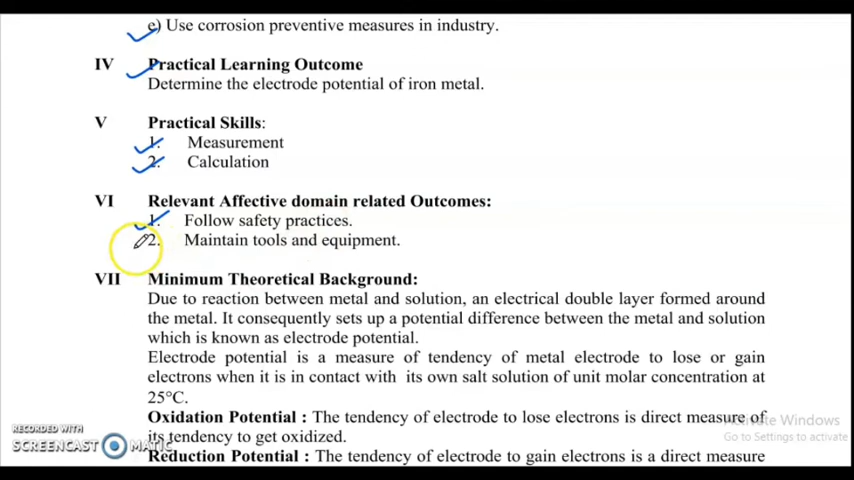 e) Use corrosion preventive measures in industry.
IV Practical Learning Outcome
Determine the electrode potential of iron metal.
V Practical Skills:
1. Measurement
2. Calculation
VI Relevant Affective domain related Outcomes:
1. Follow safety practices.
2. Maintain tools and equipment.
VII Minimum Theoretical Background:
Due to reaction between metal and solution, an electrical double layer formed around
the metal. It consequently sets up a potential difference between the metal and solution
which is known as electrode potential.
Electrode potential is a measure of tendency of metal electrode to lose or gain
electrons when it is in contact with its own salt solution of unit molar concentration at
25°C.
Oxidation Potential : The tendency of electrode to lose electrons is direct measure of
its tendency to get oxidized.
Reduction Potential : The tendency of electrode to gain electrons is a direct measure
Activate Windows
Go to Settings to activate
RECORDED WITH
SCREENCAST MATIC